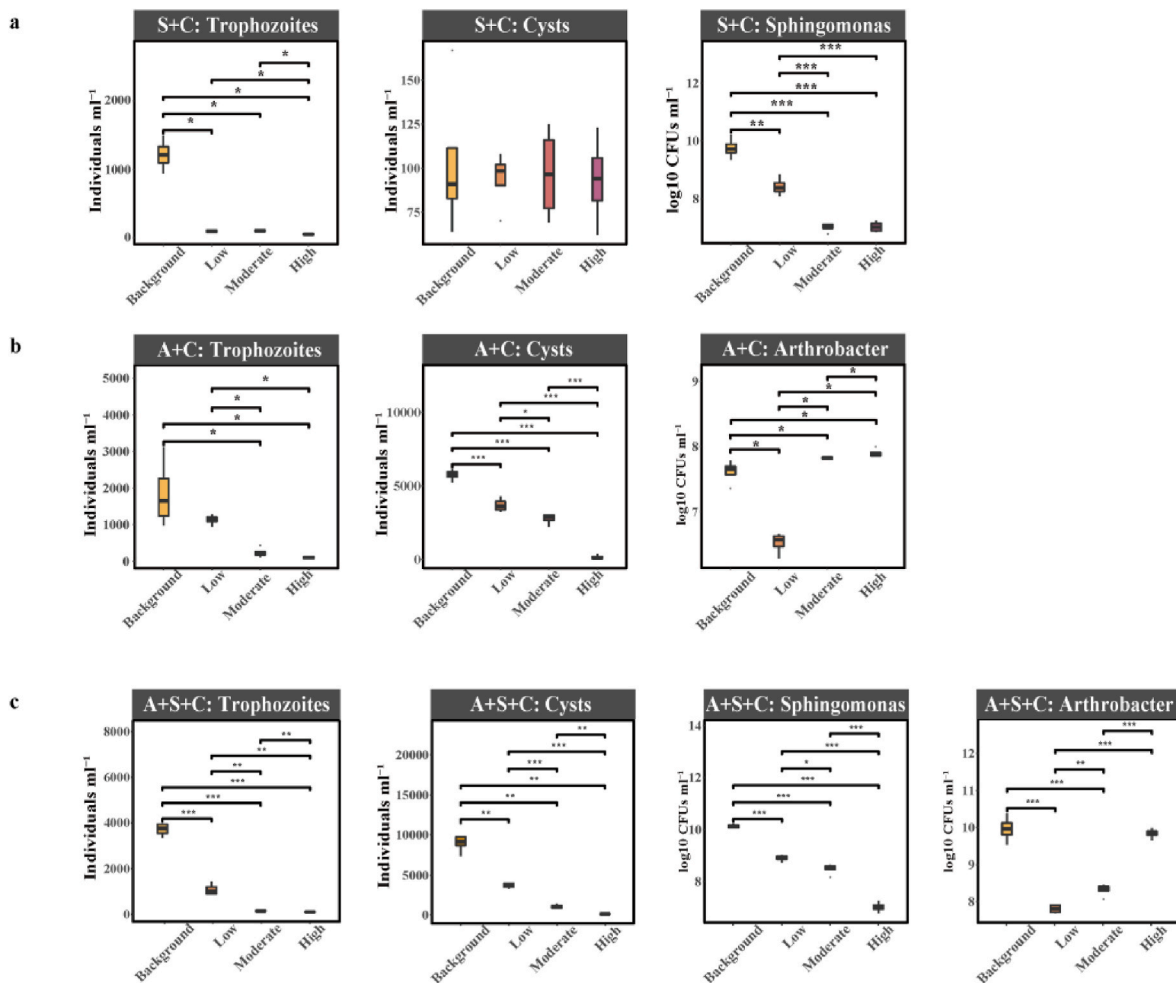 a
S+C: Trophozoites
S+C: Cysts
S+C: Sphingomonas
Individuals ml⁻¹
2000
1000
0
*
*
*
*
*
*
Background
Low
Moderate
High
Individuals ml⁻¹
150
125
100
75
Background
Low
Moderate
High
log10 CFUs ml⁻¹
12
10
8
***
***
***
***
**
Background
Low
Moderate
High
b
A+C: Trophozoites
A+C: Cysts
A+C: Arthrobacter
Individuals ml⁻¹
5000
4000
3000
2000
1000
0
*
*
*
*
Background
Low
Moderate
High
Individuals ml⁻¹
10000
5000
0
***
***
*
***
***
***
Background
Low
Moderate
High
log10 CFUs ml⁻¹
9
8
7
*
*
*
*
*
*
Background
Low
Moderate
High
c
A+S+C: Trophozoites
A+S+C: Cysts
A+S+C: Sphingomonas
A+S+C: Arthrobacter
Individuals ml⁻¹
8000
6000
4000
2000
0
**
**
**
***
***
***
Background
Low
Moderate
High
Individuals ml⁻¹
20000
15000
10000
5000
0
**
***
***
**
**
**
Background
Low
Moderate
High
log10 CFUs ml⁻¹
14
12
10
8
***
***
*
***
***
***
Background
Low
Moderate
High
log10 CFUs ml⁻¹
12
11
10
9
8
***
***
**
***
***
Background
Low
Moderate
High